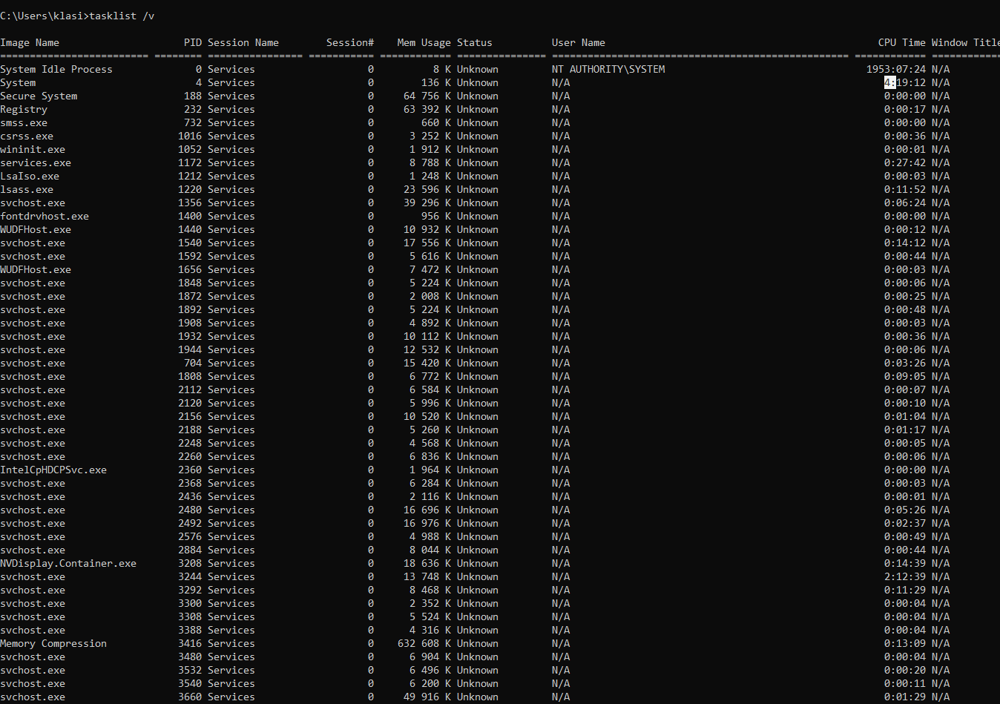 C:\Users\klasi>tasklist /v
Image Name                     PID Session Name        Session#    Mem Usage Status          User Name                                              CPU Time Window Title
========================= ======== ================ =========== ============ =============== ================================================== ============ ============
System Idle Process              0 Services                   0          8 K Unknown         NT AUTHORITY\SYSTEM                                  1953:07:24 N/A
System                           4 Services                   0        136 K Unknown         N/A                                                     4:19:12 N/A
Secure System                  188 Services                   0     64 756 K Unknown         N/A                                                     0:00:00 N/A
Registry                       232 Services                   0     63 392 K Unknown         N/A                                                     0:00:17 N/A
smss.exe                       732 Services                   0        660 K Unknown         N/A                                                     0:00:00 N/A
csrss.exe                     1016 Services                   0      3 252 K Unknown         N/A                                                     0:00:36 N/A
wininit.exe                   1052 Services                   0      1 912 K Unknown         N/A                                                     0:00:01 N/A
services.exe                  1172 Services                   0      8 788 K Unknown         N/A                                                     0:27:42 N/A
LsaIso.exe                    1212 Services                   0      1 248 K Unknown         N/A                                                     0:00:03 N/A
lsass.exe                     1220 Services                   0     23 596 K Unknown         N/A                                                     0:11:52 N/A
svchost.exe                   1356 Services                   0     39 296 K Unknown         N/A                                                     0:06:24 N/A
fontdrvhost.exe               1400 Services                   0        956 K Unknown         N/A                                                     0:00:00 N/A
WUDFHost.exe                  1440 Services                   0     10 932 K Unknown         N/A                                                     0:00:12 N/A
svchost.exe                   1540 Services                   0     17 556 K Unknown         N/A                                                     0:14:12 N/A
svchost.exe                   1592 Services                   0      5 616 K Unknown         N/A                                                     0:00:44 N/A
WUDFHost.exe                  1656 Services                   0      7 472 K Unknown         N/A                                                     0:00:03 N/A
svchost.exe                   1848 Services                   0      5 224 K Unknown         N/A                                                     0:00:06 N/A
svchost.exe                   1872 Services                   0      2 008 K Unknown         N/A                                                     0:00:25 N/A
svchost.exe                   1892 Services                   0      5 224 K Unknown         N/A                                                     0:00:48 N/A
svchost.exe                   1908 Services                   0      4 892 K Unknown         N/A                                                     0:00:03 N/A
svchost.exe                   1932 Services                   0     10 112 K Unknown         N/A                                                     0:00:36 N/A
svchost.exe                   1944 Services                   0     12 532 K Unknown         N/A                                                     0:00:06 N/A
svchost.exe                    704 Services                   0     15 420 K Unknown         N/A                                                     0:03:26 N/A
svchost.exe                   1808 Services                   0      6 772 K Unknown         N/A                                                     0:09:05 N/A
svchost.exe                   2112 Services                   0      6 584 K Unknown         N/A                                                     0:00:07 N/A
svchost.exe                   2120 Services                   0      5 996 K Unknown         N/A                                                     0:00:10 N/A
svchost.exe                   2156 Services                   0     10 520 K Unknown         N/A                                                     0:01:04 N/A
svchost.exe                   2188 Services                   0      5 260 K Unknown         N/A                                                     0:01:17 N/A
svchost.exe                   2248 Services                   0      4 568 K Unknown         N/A                                                     0:00:05 N/A
svchost.exe                   2260 Services                   0      6 836 K Unknown         N/A                                                     0:00:06 N/A
IntelCpHDCPSvc.exe            2360 Services                   0      1 964 K Unknown         N/A                                                     0:00:00 N/A
svchost.exe                   2368 Services                   0      6 284 K Unknown         N/A                                                     0:00:03 N/A
svchost.exe                   2436 Services                   0      2 116 K Unknown         N/A                                                     0:00:01 N/A
svchost.exe                   2480 Services                   0     16 696 K Unknown         N/A                                                     0:05:26 N/A
svchost.exe                   2492 Services                   0     16 976 K Unknown         N/A                                                     0:02:37 N/A
svchost.exe                   2576 Services                   0      4 988 K Unknown         N/A                                                     0:00:49 N/A
svchost.exe                   2884 Services                   0      8 044 K Unknown         N/A                                                     0:00:44 N/A
NVDisplay.Container.exe       3208 Services                   0     18 636 K Unknown         N/A                                                     0:14:39 N/A
svchost.exe                   3244 Services                   0     13 748 K Unknown         N/A                                                     2:12:39 N/A
svchost.exe                   3292 Services                   0      8 468 K Unknown         N/A                                                     0:11:29 N/A
svchost.exe                   3300 Services                   0      2 352 K Unknown         N/A                                                     0:00:04 N/A
svchost.exe                   3308 Services                   0      5 524 K Unknown         N/A                                                     0:00:04 N/A
svchost.exe                   3388 Services                   0      4 316 K Unknown         N/A                                                     0:00:04 N/A
Memory Compression            3416 Services                   0    632 608 K Unknown         N/A                                                     0:13:09 N/A
svchost.exe                   3480 Services                   0      6 904 K Unknown         N/A                                                     0:00:04 N/A
svchost.exe                   3532 Services                   0      6 496 K Unknown         N/A                                                     0:00:20 N/A
svchost.exe                   3540 Services                   0      6 200 K Unknown         N/A                                                     0:00:11 N/A
svchost.exe                   3660 Services                   0     49 916 K Unknown         N/A                                                     0:01:29 N/A